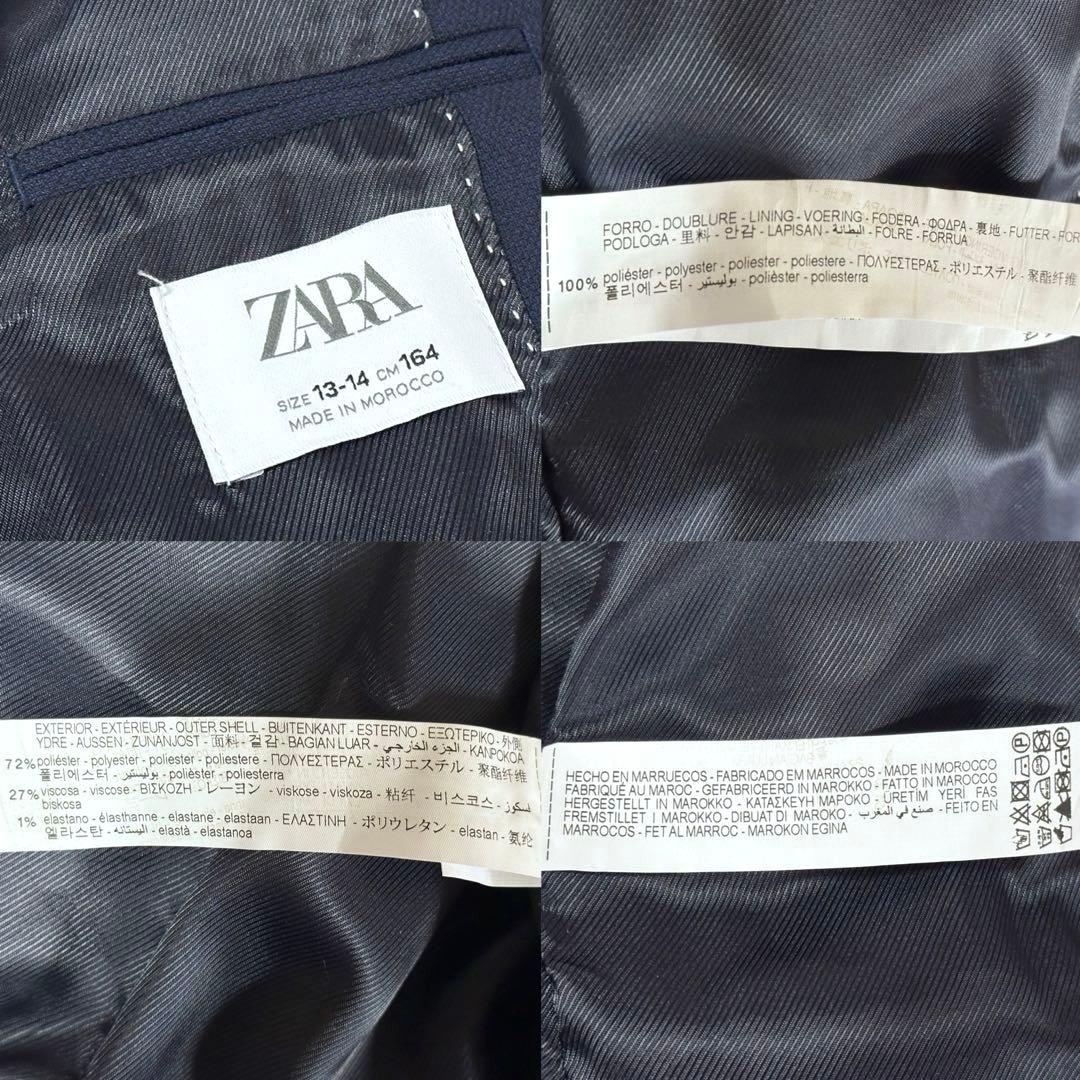 ZARA
SIZE 13-14 CM 164
MADE IN MOROCCO
FORRO - DOUBLURE - LINING - VOERING - FODERA - ΦΟΔΡΑ - 裏地 - FUTTER - FOR
PODLOGA - 里料 - 안감 - LAPISAN - البطانة - FOLRE - FORRUA
100% poliéster - polyester - poliester - poliestere - ΠΟΛΥΕΣΤΕΡΑΣ - ポリエステル - 聚酯纤维
폴리에스터 - بوليستير - polièster - poliesterra
EXTERIOR - EXTÉRIEUR - OUTER SHELL - BUITENKANT - ESTERNO - ΕΞΩΤΕΡΙΚΟ - 外側
YDRE - AUSSEN - ZUNANJOST - 面料 - 겉감 - BAGIAN LUAR - الجزء الخارجي - KANPOKOA
72% poliéster - polyester - poliester - poliestere - ΠΟΛΥΕΣΤΕΡΑΣ - ポリエステル - 聚酯纤维
폴리에스터 - بوليستير - polièster - poliesterra
27% viscosa - viscose - ΒΙΣΚΟΖΗ - レーヨン - viskose - viskoza - 粘纤 - 비스코스 - فسكوز
biskosa
1% elastano - élasthanne - elastane - elastaan - ΕΛΑΣΤΙΝΗ - ポリウレタン - elastan - 氨纶
엘라스탄 - اليستانه - elastà - elastanoa
HECHO EN MARRUECOS - FABRICADO EM MARROCOS - MADE IN MOROCCO
FABRIQUÉ AU MAROC - GEFABRICEERD IN MAROKKO - FATTO IN MAROCCO
HERGESTELLT IN MAROKKO - ΚΑΤΑΣΚΕΥΗ ΜΑΡΟΚΟ - ÜRETİM YERİ FAS
FREMSTILLET I MAROKKO - DIBUAT DI MAROKO - صنع في المغرب - FEITO EN
MARROCOS - FET AL MARROC - MAROKON EGINA